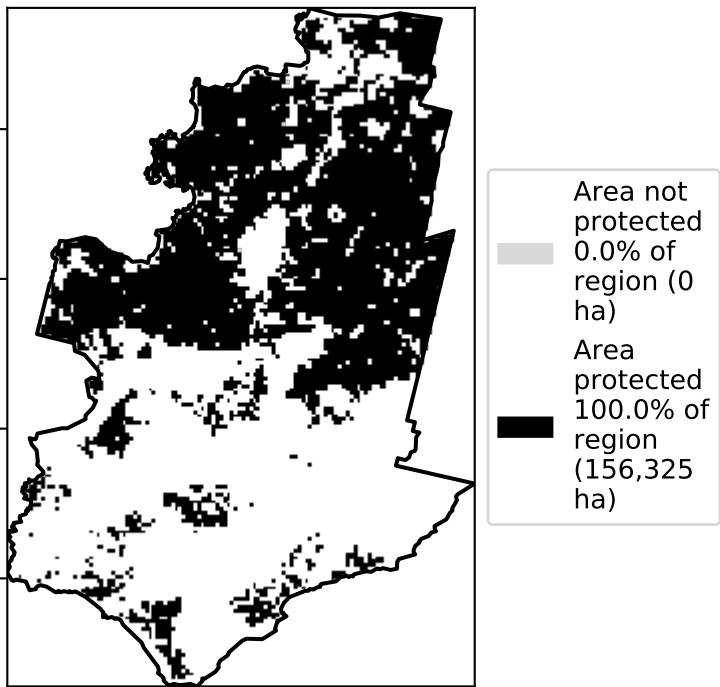 Area not
protected
0.0% of
region (0
ha)
Area
protected
100.0% of
region
(156,325
ha)